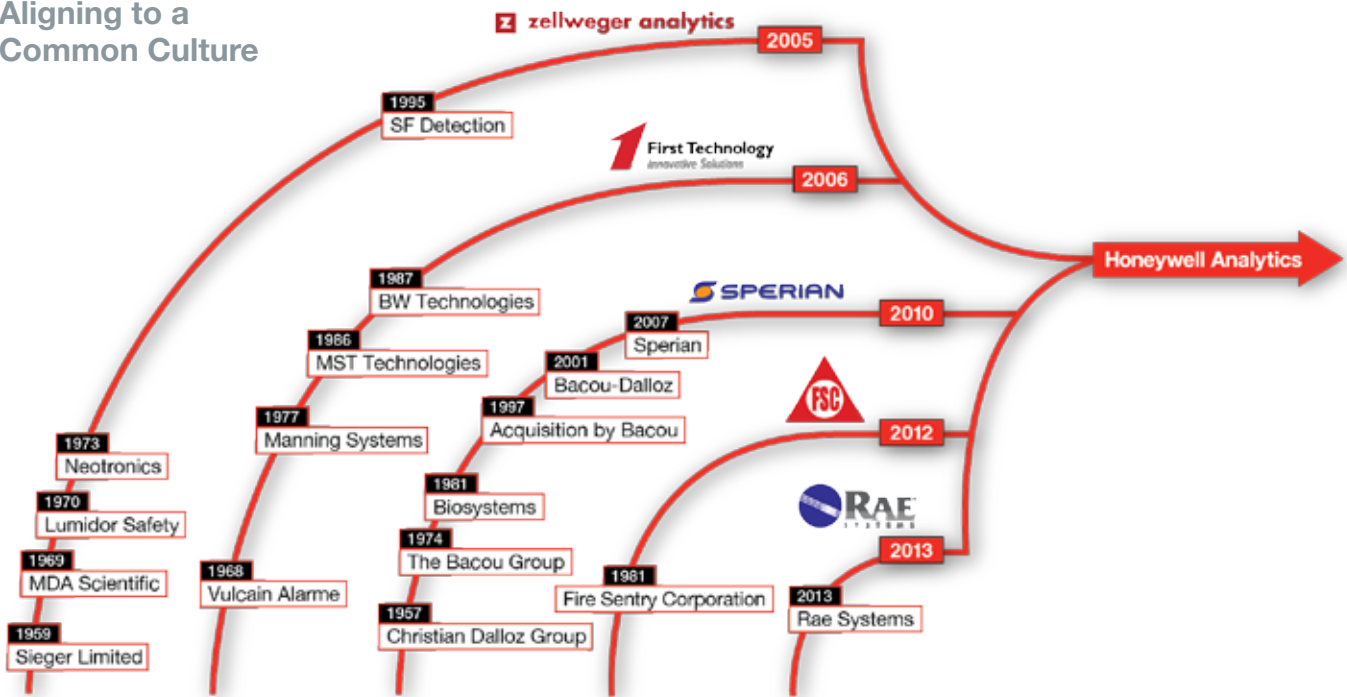 Aligning to a
Common Culture
z zellweger analytics
2005
1995
SF Detection
1973
Neotronics
1970
Lumidor Safety
1969
MDA Scientific
1959
Sieger Limited
1 First Technology
Innovative Solutions
2006
1987
BW Technologies
1986
MST Technologies
1977
Manning Systems
1968
Vulcain Alarme
SPERIAN
2010
2007
Sperian
2001
Bacou-Dalloz
1997
Acquisition by Bacou
1981
Biosystems
1974
The Bacou Group
1957
Christian Dalloz Group
FSC
2012
1981
Fire Sentry Corporation
RAE
SYSTEMS
2013
2013
Rae Systems
Honeywell Analytics